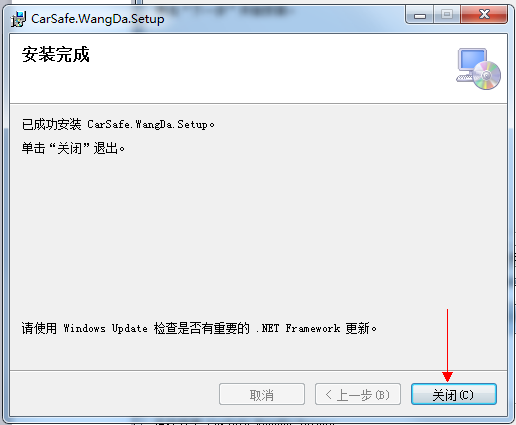 CarSafe.WangDa.Setup
安装完成
已成功安装 CarSafe.WangDa.Setup。
单击“关闭”退出。
请使用 Windows Update 检查是否有重要的 .NET Framework 更新。
取消
< 上一步(B)
关闭(C)